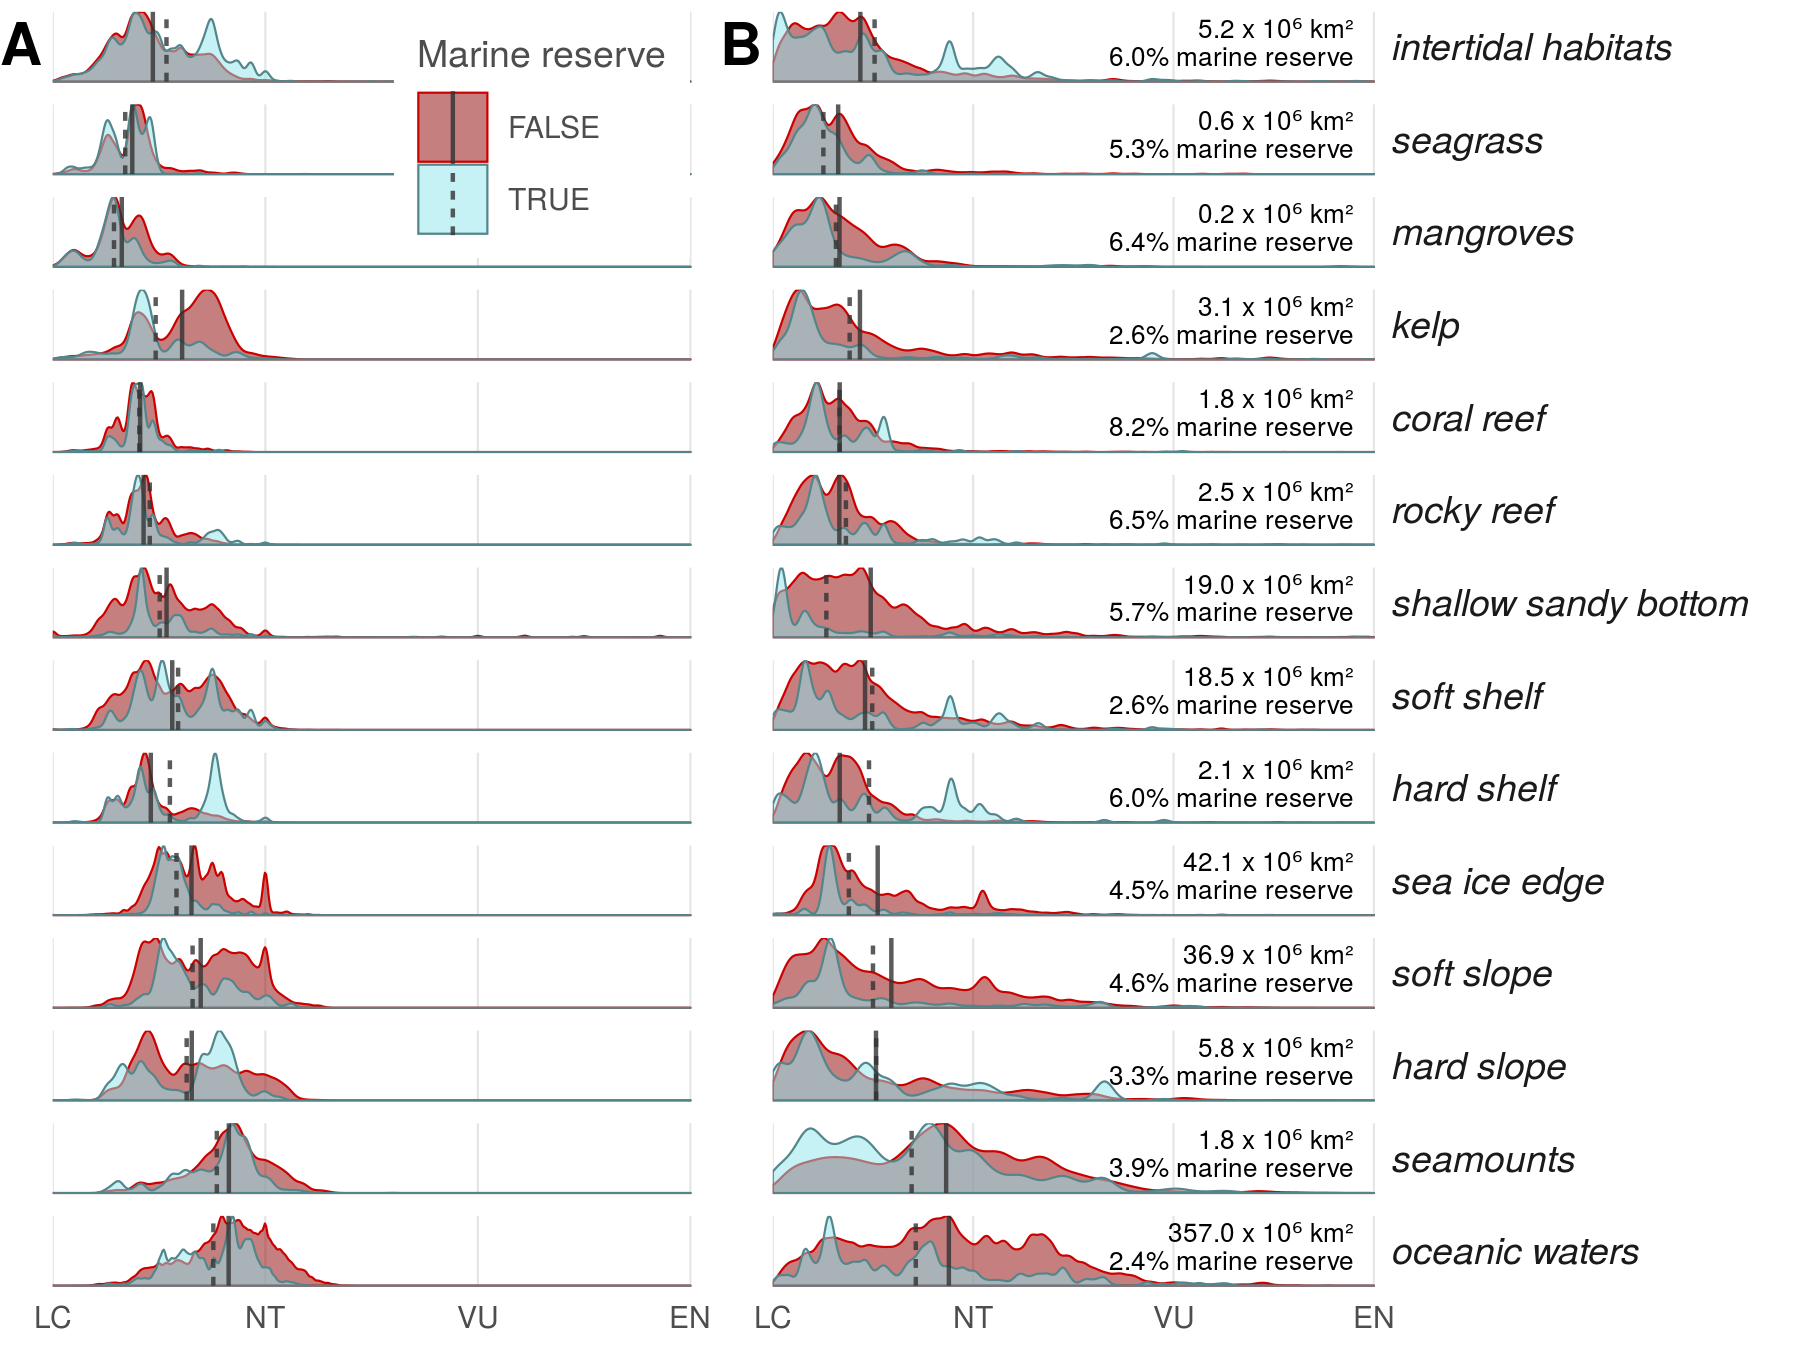 A
B
Marine reserve
FALSE
TRUE
5.2 x 10⁶ km²
6.0% marine reserve
intertidal habitats
0.6 x 10⁶ km²
5.3% marine reserve
seagrass
0.2 x 10⁶ km²
6.4% marine reserve
mangroves
3.1 x 10⁶ km²
2.6% marine reserve
kelp
1.8 x 10⁶ km²
8.2% marine reserve
coral reef
2.5 x 10⁶ km²
6.5% marine reserve
rocky reef
19.0 x 10⁶ km²
5.7% marine reserve
shallow sandy bottom
18.5 x 10⁶ km²
2.6% marine reserve
soft shelf
2.1 x 10⁶ km²
6.0% marine reserve
hard shelf
42.1 x 10⁶ km²
4.5% marine reserve
sea ice edge
36.9 x 10⁶ km²
4.6% marine reserve
soft slope
5.8 x 10⁶ km²
3.3% marine reserve
hard slope
1.8 x 10⁶ km²
3.9% marine reserve
seamounts
357.0 x 10⁶ km²
2.4% marine reserve
oceanic waters
LC NT VU EN
LC NT VU EN